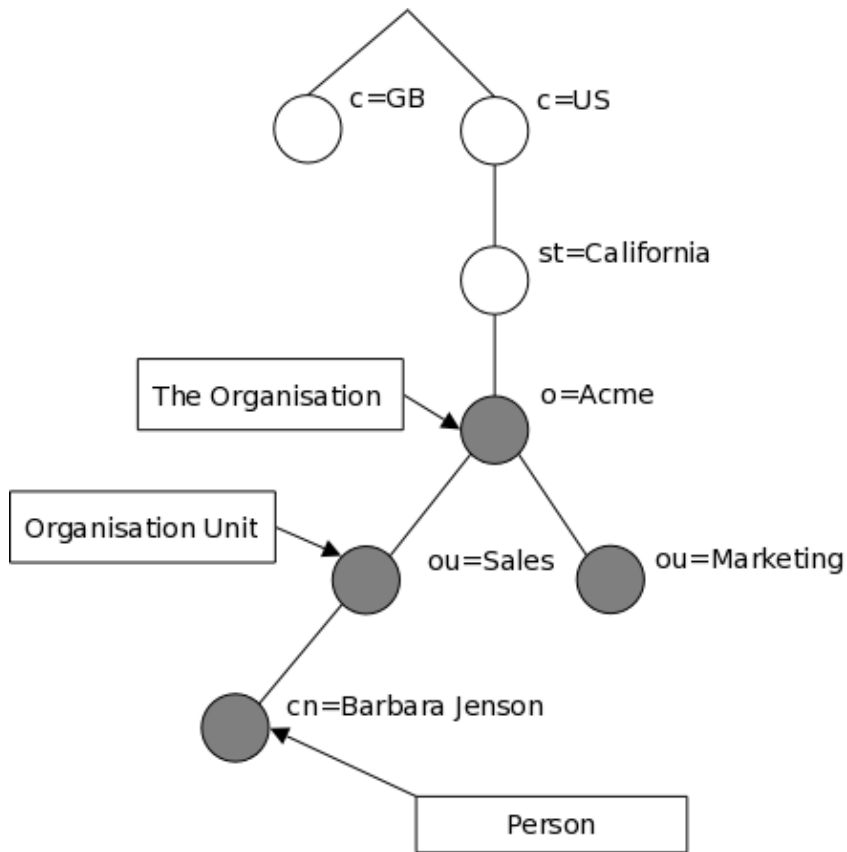 c=GB
c=US
st=California
The Organisation
o=Acme
Organisation Unit
ou=Sales
ou=Marketing
cn=Barbara Jenson
Person